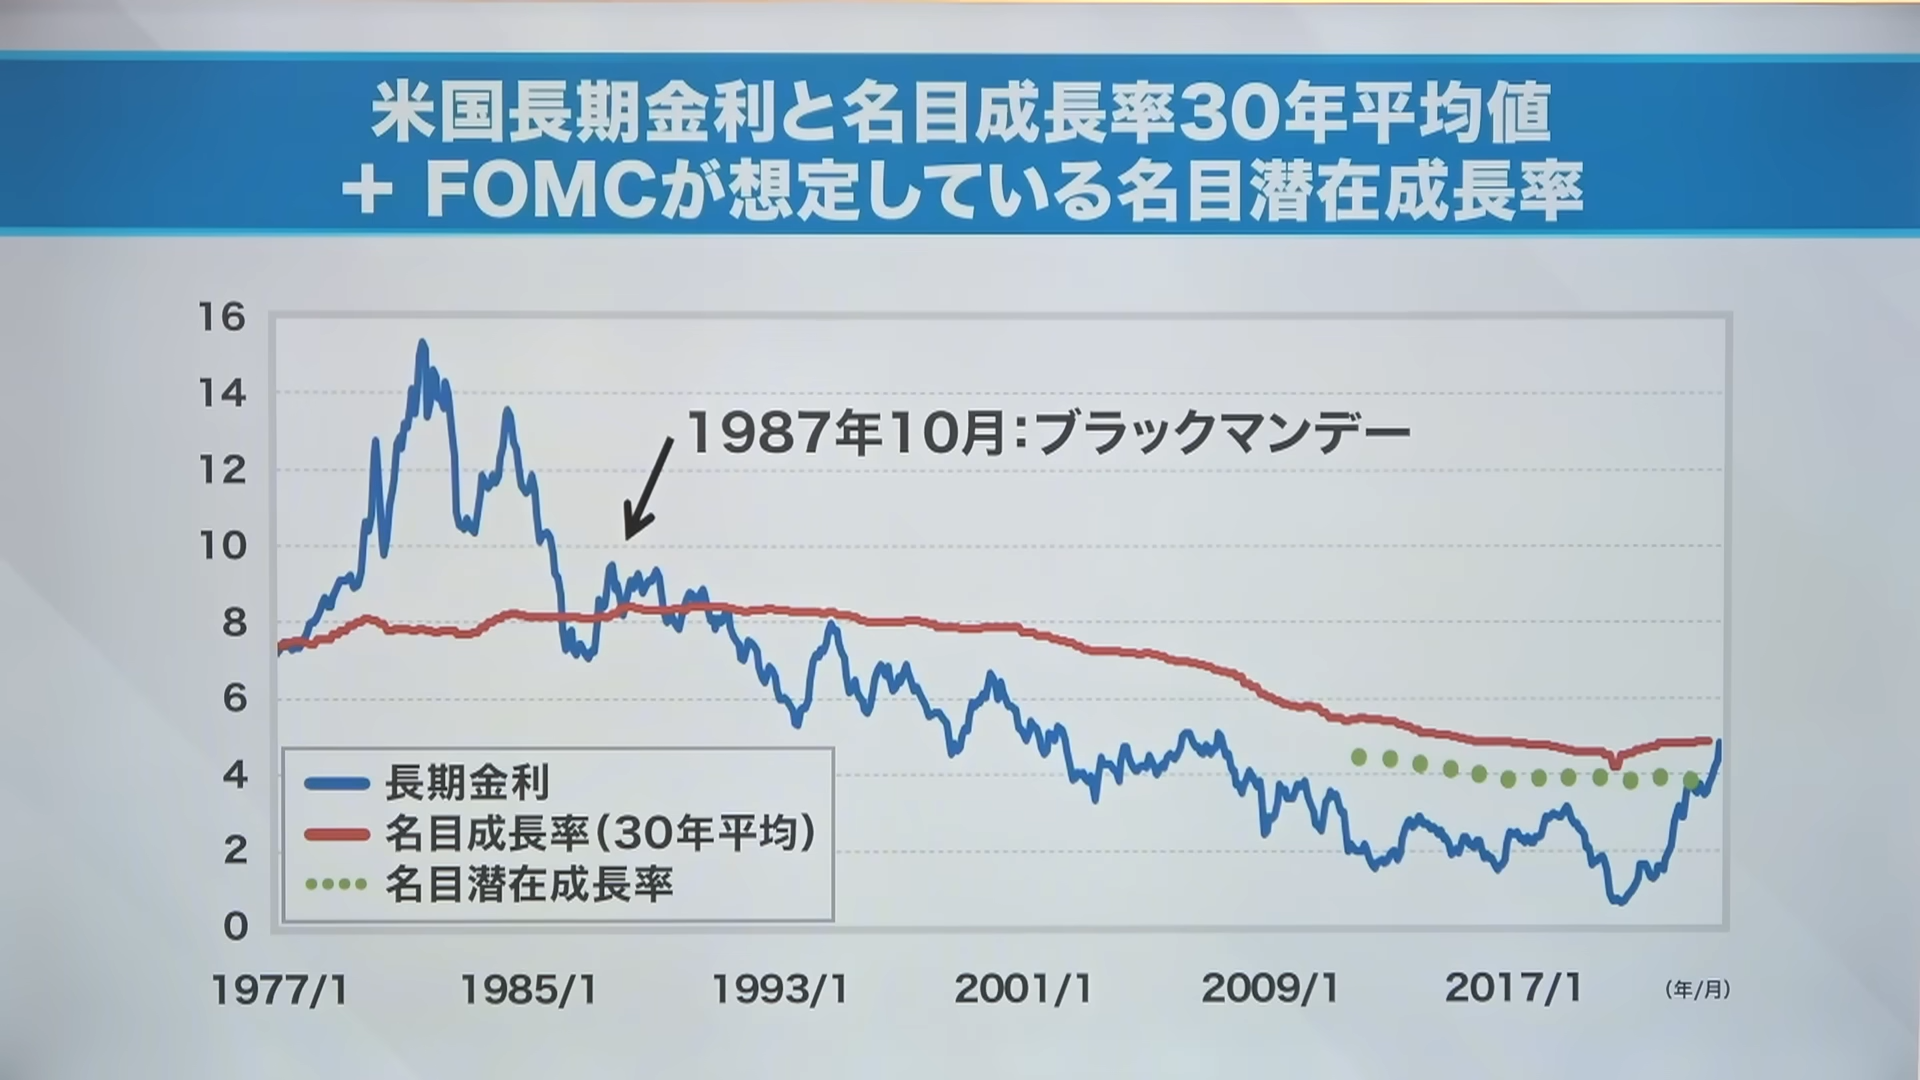 米国長期金利と名目成長率30年平均値
+ FOMCが想定している名目潜在成長率
16
14
12
10
8
6
4
2
0
1987年10月:ブラックマンデー
長期金利
名目成長率(30年平均)
名目潜在成長率
1977/1
1985/1
1993/1
2001/1
2009/1
2017/1
(年/月)